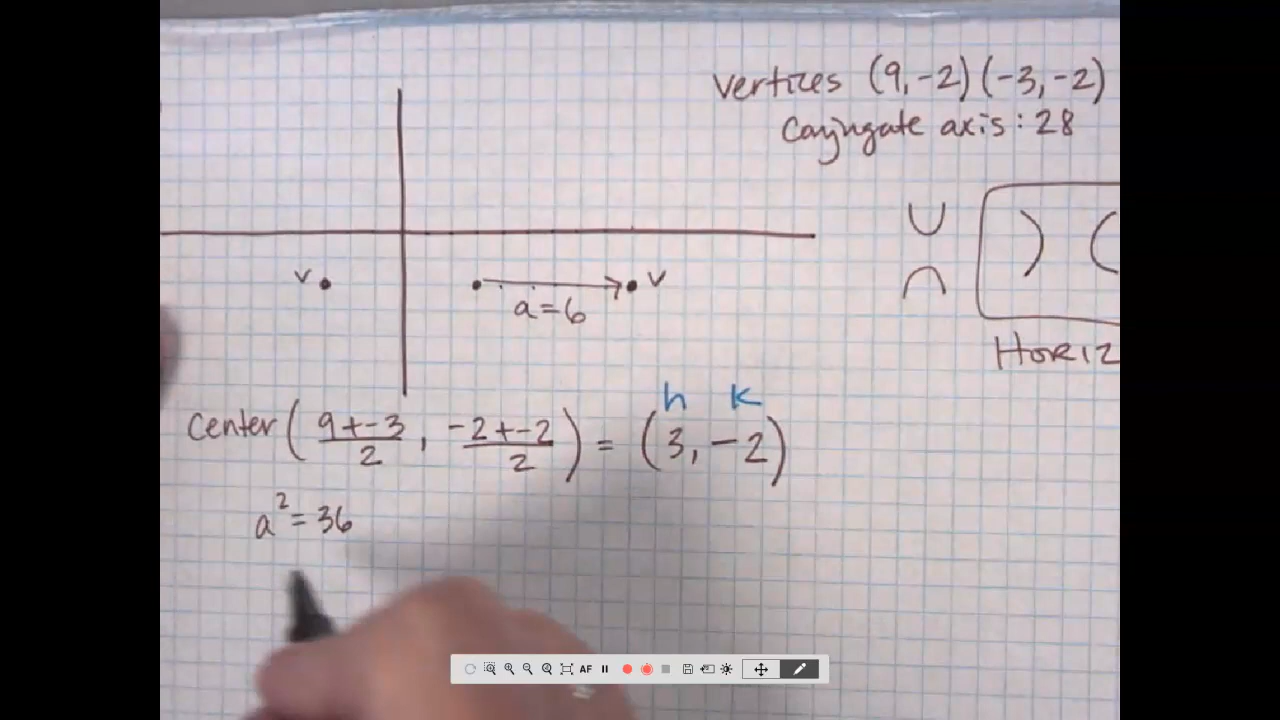 vertices (9,-2) (-3,-2)
Conjugate axis : 28
v
v
a=6
HORIZ
h k
center ( 9+-3/2 , -2+-2/2 ) = (3, -2)
a²=36
AF